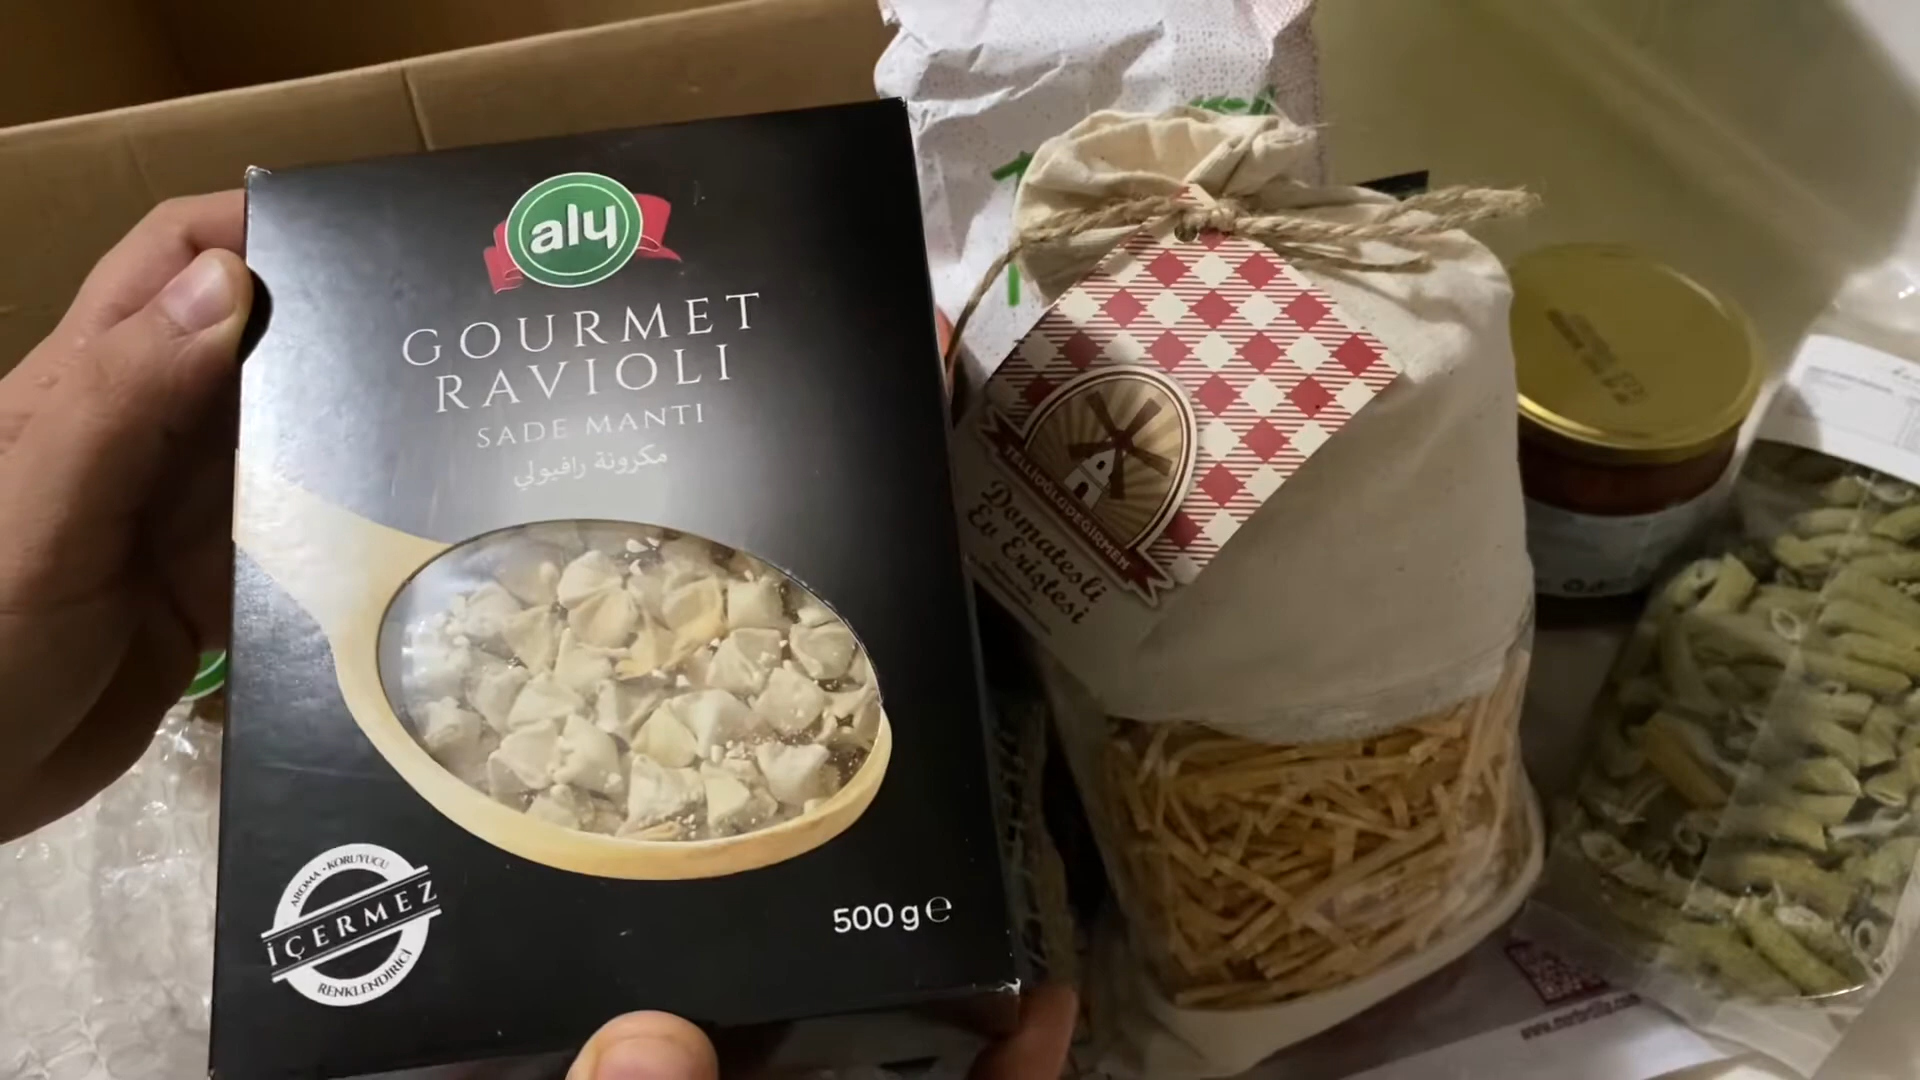 aly
GOURMET
RAVIOLI
SADE MANTI
مكرونة رافيولي
AROMA • KORUYUCU
İÇERMEZ
RENKLENDİRİCİ
500 g e
TELLİOĞLUDEĞİRMEN
Domatesli
Ev Eriştesi